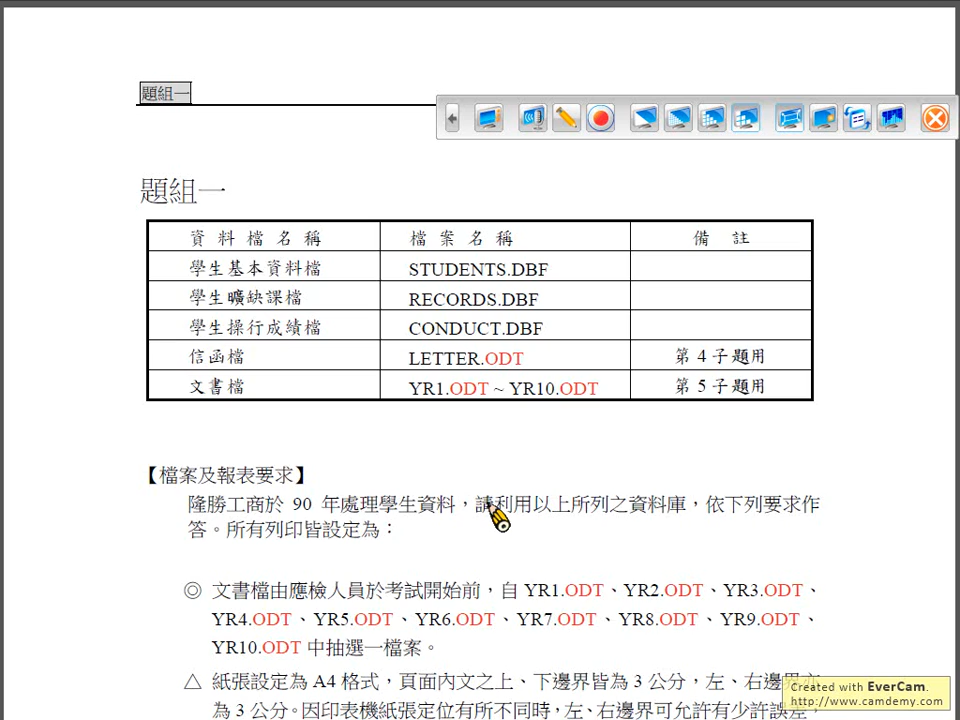 題組一
題組一
資料檔名稱 檔案名稱 備註
學生基本資料檔 STUDENTS.DBF
學生曠缺課檔 RECORDS.DBF
學生操行成績檔 CONDUCT.DBF
信函檔 LETTER.ODT 第4子題用
文書檔 YR1.ODT ~ YR10.ODT 第5子題用
【檔案及報表要求】
隆勝工商於 90 年處理學生資料，請利用以上所列之資料庫，依下列要求作
答。所有列印皆設定為：
◎ 文書檔由應檢人員於考試開始前，自 YR1.ODT、YR2.ODT、YR3.ODT、
YR4.ODT、YR5.ODT、YR6.ODT、YR7.ODT、YR8.ODT、YR9.ODT、
YR10.ODT 中抽選一檔案。
△ 紙張設定為 A4 格式，頁面內文之上、下邊界皆為 3 公分，左、右邊界亦
為 3 公分。因印表機紙張定位有所不同時，左、右邊界可允許有少許誤差，
Created with EverCam.
http://www.camdemy.com